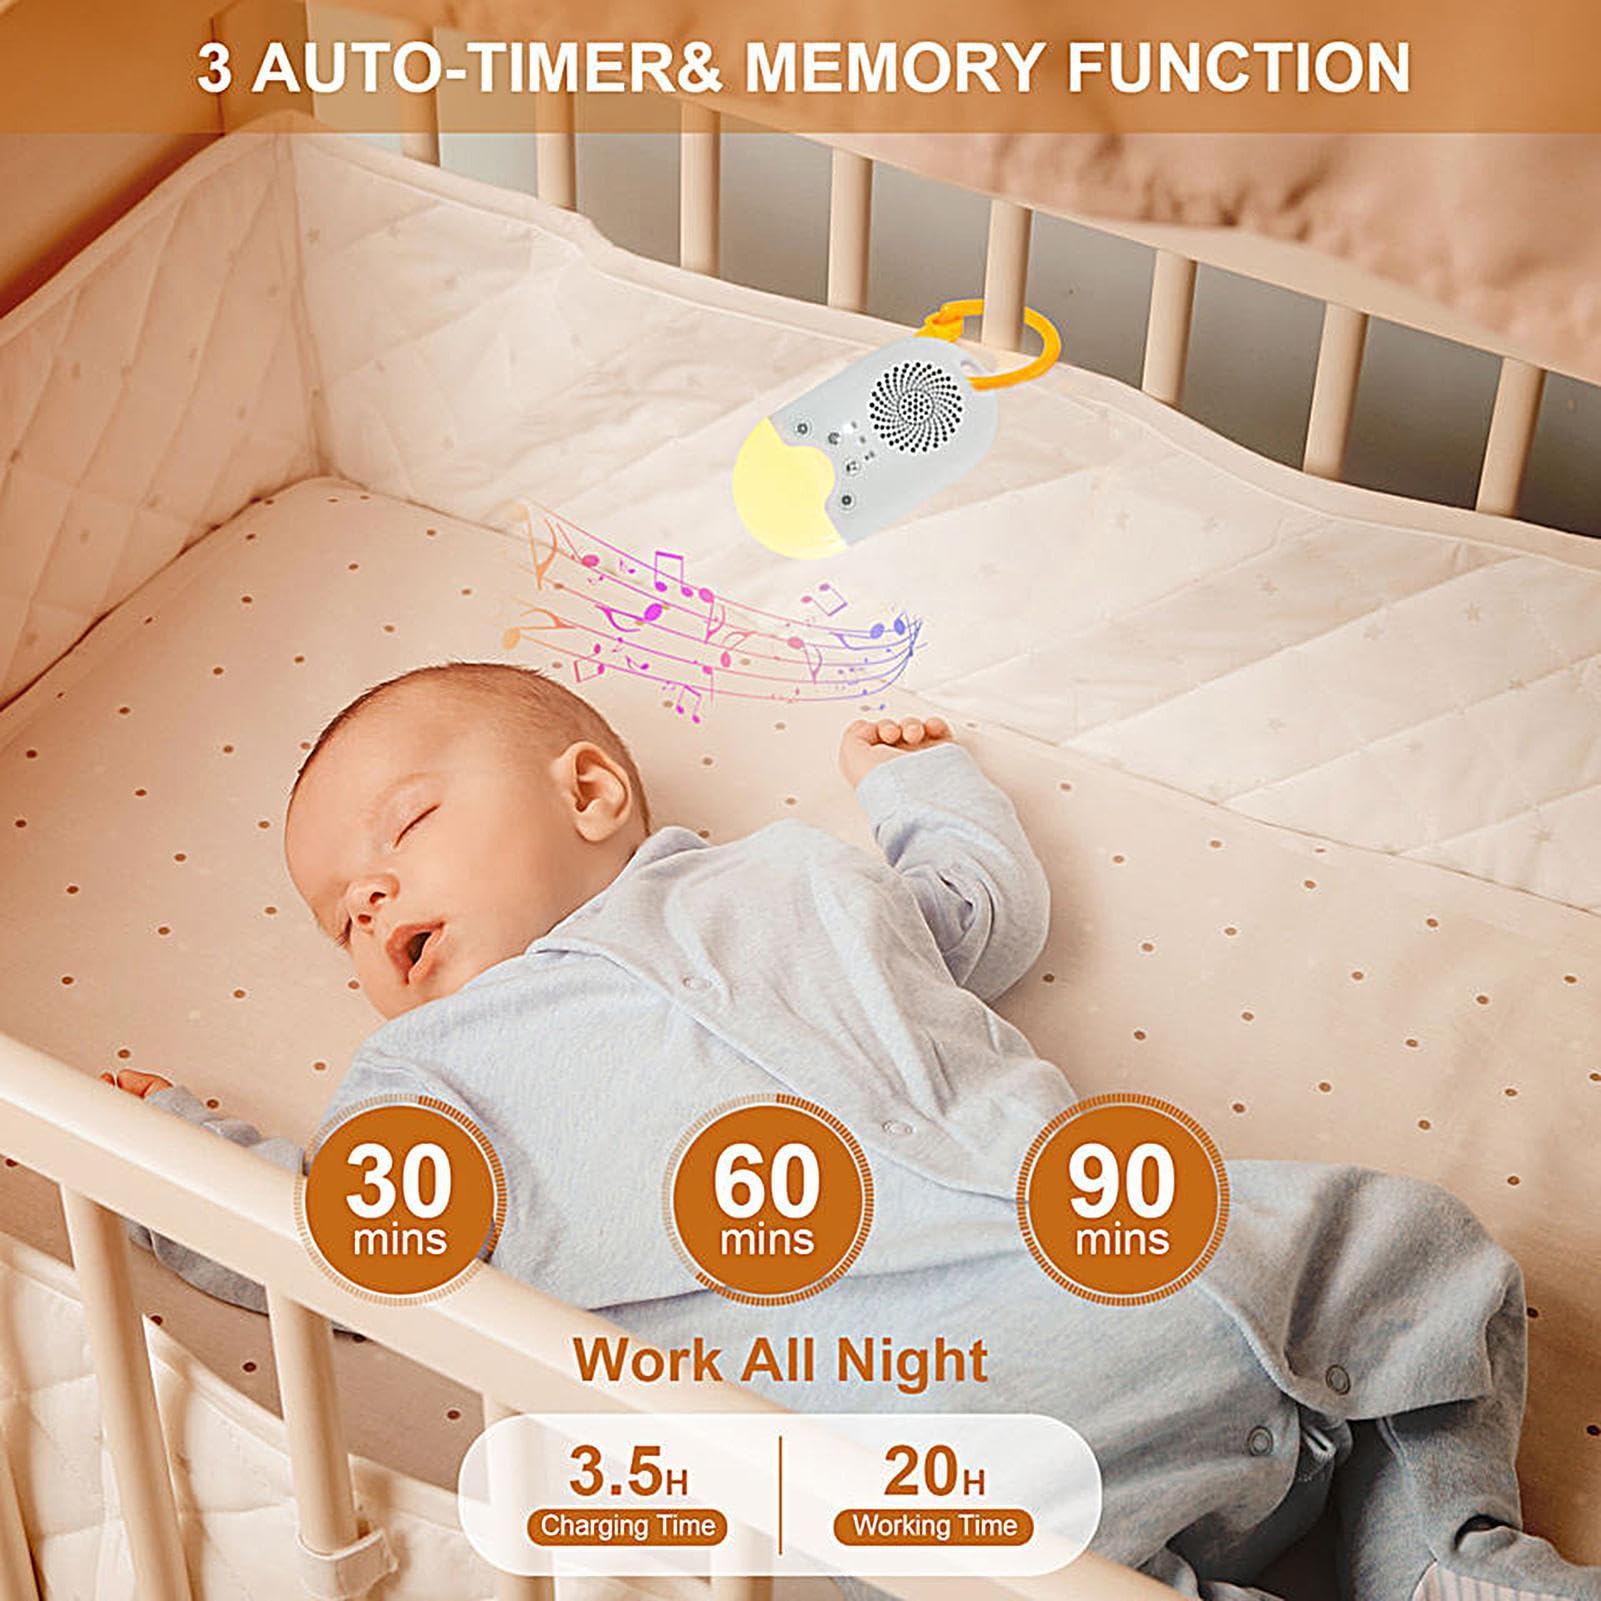 3 AUTO-TIMER& MEMORY FUNCTION
30
mins
60
mins
90
mins
Work All Night
3.5H
Charging Time
20H
Working Time